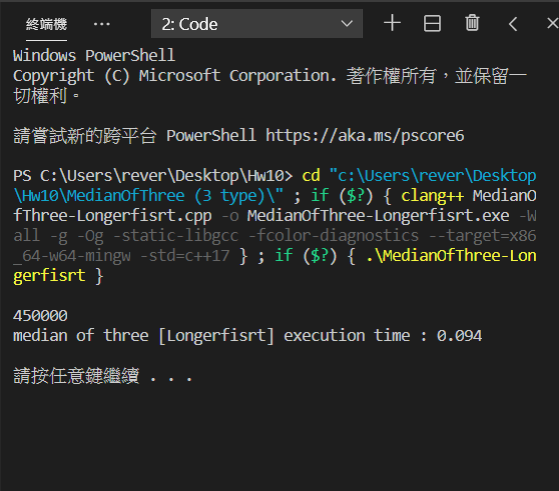 終端機 ... 2: Code
Windows PowerShell
Copyright (C) Microsoft Corporation. 著作權所有，並保留一
切權利。
請嘗試新的跨平台 PowerShell https://aka.ms/pscore6
PS C:\Users\rever\Desktop\Hw10> cd "c:\Users\rever\Desktop
\Hw10\MedianOfThree (3 type)\" ; if ($?) { clang++ MedianO
fThree-Longerfisrt.cpp -o MedianOfThree-Longerfisrt.exe -W
all -g -Og -static-libgcc -fcolor-diagnostics --target=x86
_64-w64-mingw -std=c++17 } ; if ($?) { .\MedianOfThree-Lon
gerfisrt }
450000
median of three [Longerfisrt] execution time : 0.094
請按任意鍵繼續 . . .